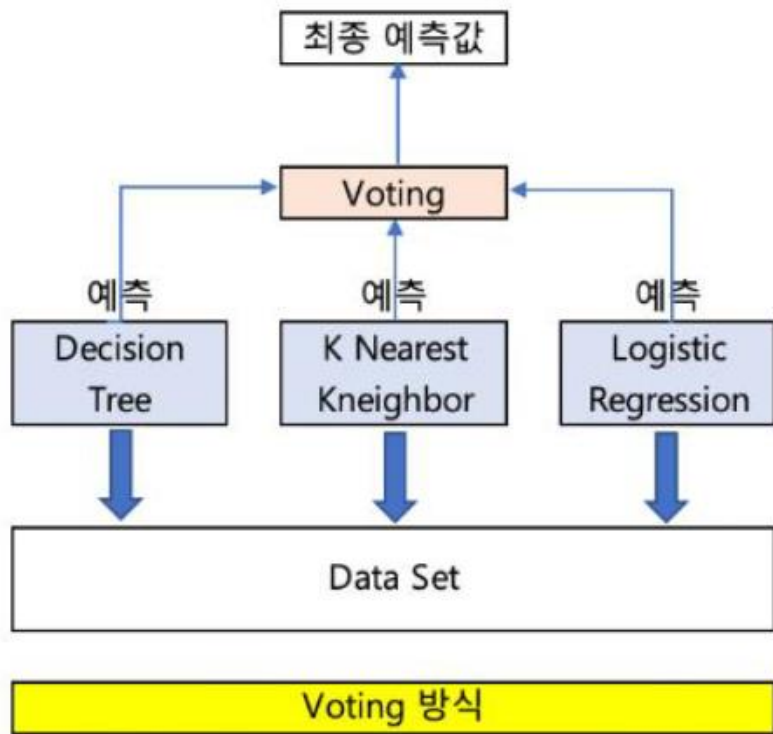 최종 예측값
Voting
예측
예측
예측
Decision
Tree
K Nearest
Kneighbor
Logistic
Regression
Data Set
Voting 방식